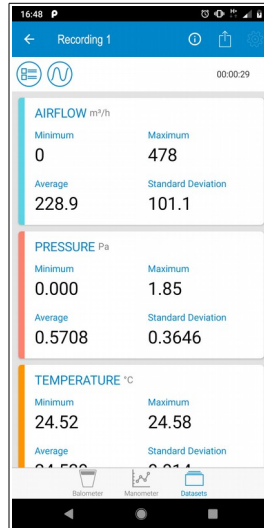 16:48
Recording 1
00:00:29
AIRFLOW m³/h
Minimum Maximum
0 478
Average Standard Deviation
228.9 101.1
PRESSURE Pa
Minimum Maximum
0.000 1.85
Average Standard Deviation
0.5708 0.3646
TEMPERATURE °C
Minimum Maximum
24.52 24.58
Average Standard Deviation
Balometer Manometer Datasets